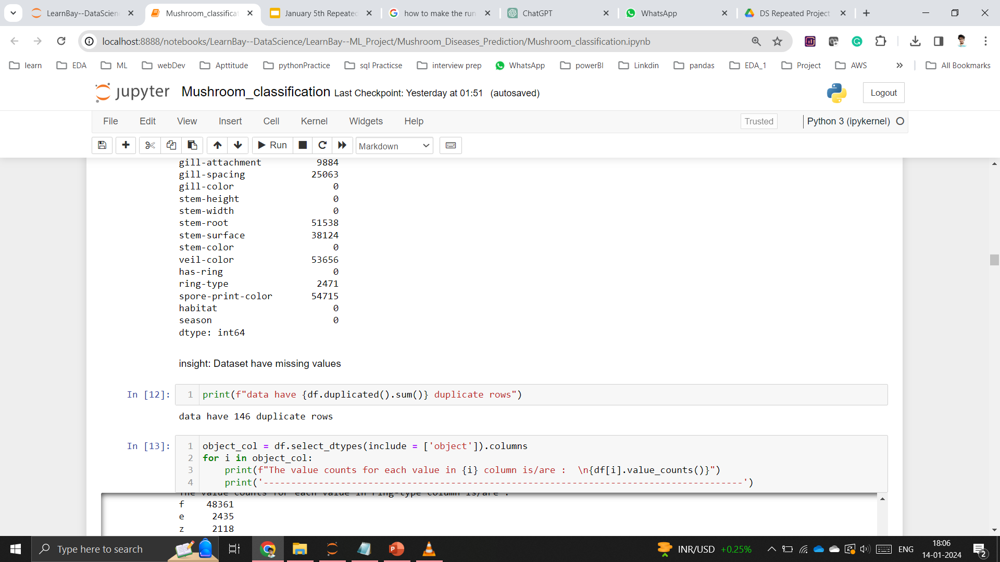 LearnBay--DataScien
Mushroom_classificat
January 5th Repeated
how to make the run
ChatGPT
WhatsApp
DS Repeated Project
localhost:8888/notebooks/LearnBay--DataScience/LearnBay--ML_Project/Mushroom_Diseases_Prediction/Mushroom_classification.ipynb
learn EDA ML webDev Apttitude pythonPractice sql Practicse interview prep WhatsApp powerBI Linkdin pandas EDA_1 Project AWS » All Bookmarks
jupyter Mushroom_classification Last Checkpoint: Yesterday at 01:51 (autosaved) Logout
File Edit View Insert Cell Kernel Widgets Help Trusted Python 3 (ipykernel)
Run Markdown
gill-attachment 9884
gill-spacing 25063
gill-color 0
stem-height 0
stem-width 0
stem-root 51538
stem-surface 38124
stem-color 0
veil-color 53656
has-ring 0
ring-type 2471
spore-print-color 54715
habitat 0
season 0
dtype: int64
insight: Dataset have missing values
In [12]: 1 print(f"data have {df.duplicated().sum()} duplicate rows")
data have 146 duplicate rows
In [13]: 1 object_col = df.select_dtypes(include = ['object']).columns
2 for i in object_col:
3 print(f"The value counts for each value in {i} column is/are :  \n{df[i].value_counts()}")
4 print('---------------------------------------------------------------------------------------')
The value counts for each value in ring-type column is/are :
f 48361
e 2435
z 2118
Type here to search
INR/USD +0.25%
ENG
18:06
14-01-2024
2